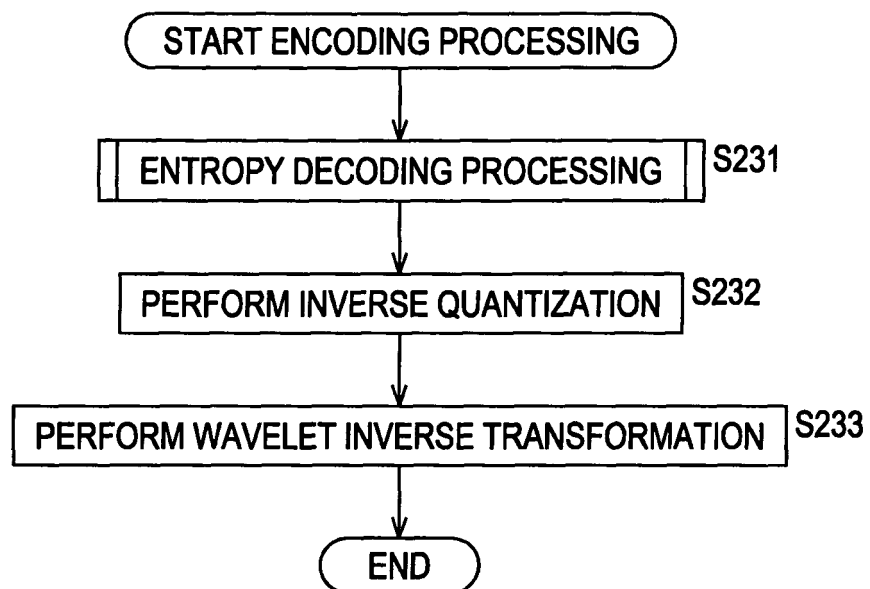 START ENCODING PROCESSING
ENTROPY DECODING PROCESSING S231
PERFORM INVERSE QUANTIZATION S232
PERFORM WAVELET INVERSE TRANSFORMATION S233
END